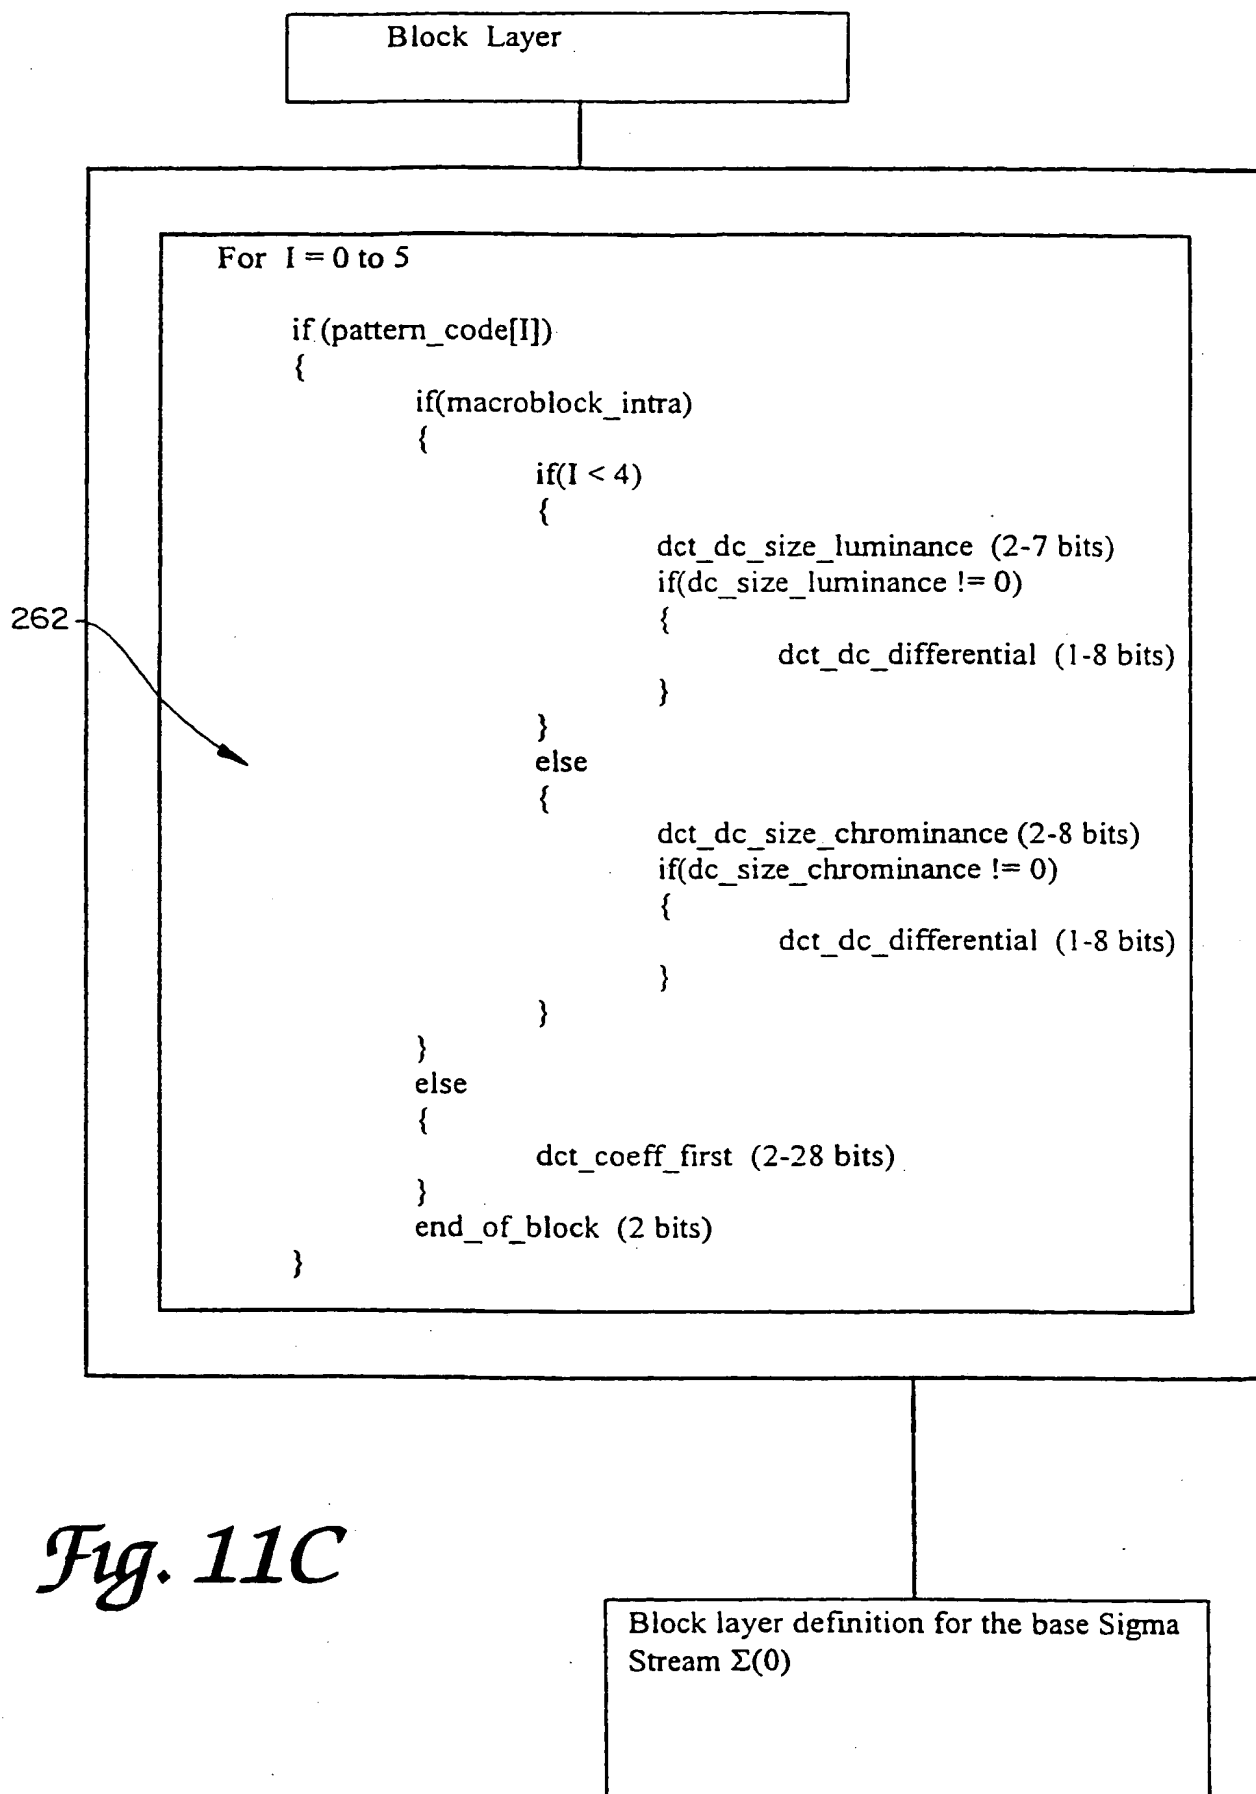 Block Layer
For I = 0 to 5
if (pattern_code[I])
{
if(macroblock_intra)
{
if(I < 4)
{
dct_dc_size_luminance (2-7 bits)
if(dc_size_luminance != 0)
{
dct_dc_differential (1-8 bits)
}
}
else
{
dct_dc_size_chrominance (2-8 bits)
if(dc_size_chrominance != 0)
{
dct_dc_differential (1-8 bits)
}
}
}
else
{
dct_coeff_first (2-28 bits)
}
end_of_block (2 bits)
}
262
Fig. 11C
Block layer definition for the base Sigma
Stream Σ(0)